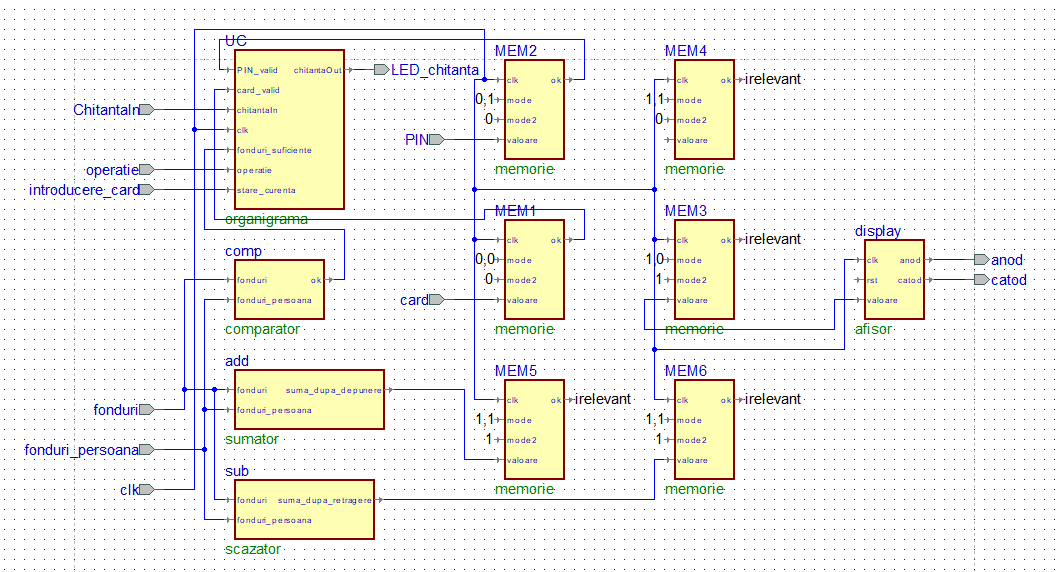 UC
PIN_valid chitantaOut
card_valid
chitantaIn
clk
fonduri_suficiente
operatie
stare_curenta
organigrama
LED_chitanta
ChitantaIn
operatie
introducere_card
MEM2
clk ok
0,1 mode
0 mode2
PIN valoare
memorie
MEM4
clk ok irelevant
1,1 mode
0 mode2
valoare
memorie
MEM1
clk ok
0,0 mode
0 mode2
card valoare
memorie
MEM3
clk ok irelevant
1,0 mode
1 mode2
valoare
memorie
display
clk anod anod
rst catod catod
valoare
afisor
comp
fonduri ok
fonduri_persoana
comparator
add
fonduri suma_dupa_depunere
fonduri_persoana
sumator
fonduri
fonduri_persoana
clk
sub
fonduri suma_dupa_retragere
fonduri_persoana
scazator
MEM5
clk ok irelevant
1,1 mode
1 mode2
valoare
memorie
MEM6
clk ok irelevant
1,1 mode
1 mode2
valoare
memorie